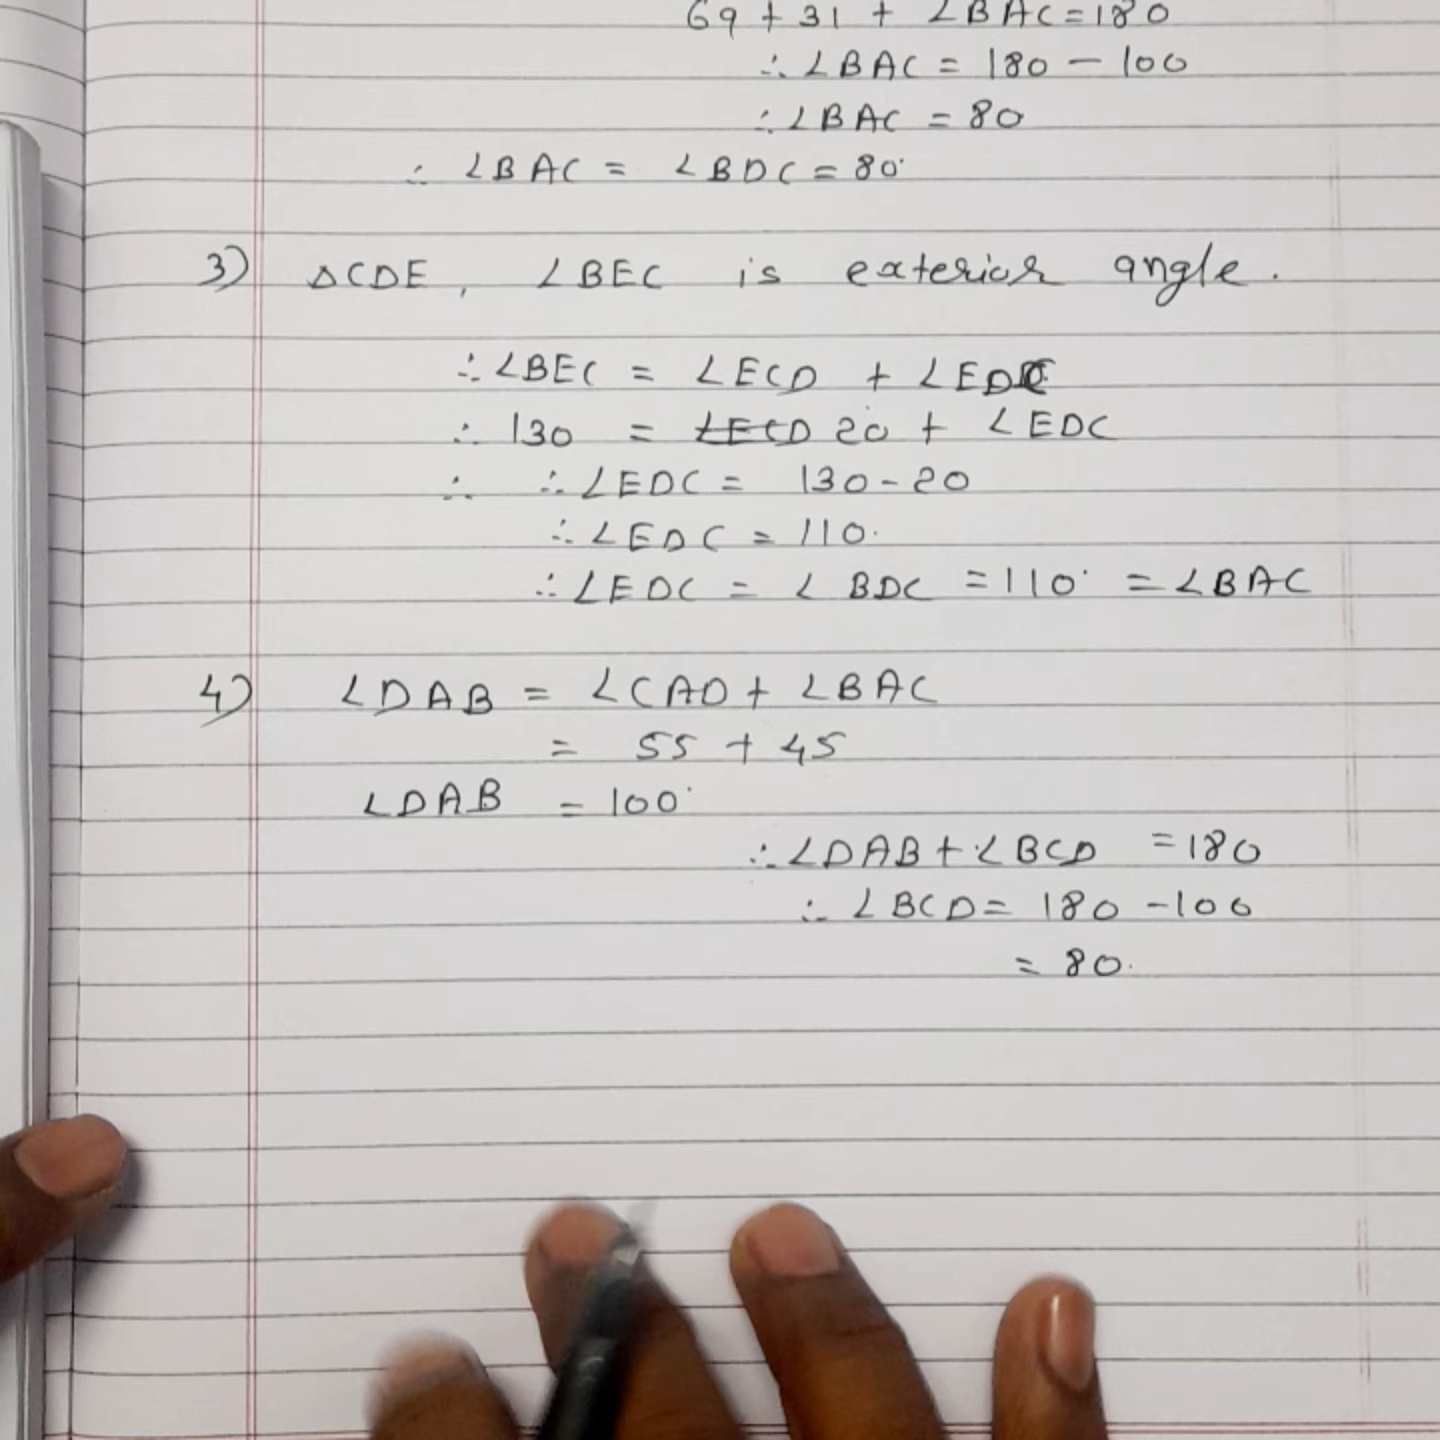 69 + 31 + ∠BAC = 180
∴ ∠BAC = 180 - 100
∴ ∠BAC = 80
∴ ∠BAC = ∠BDC = 80°
3) △CDE, ∠BEC is exterior angle.
∴ ∠BEC = ∠ECD + ∠EDC
∴ 130 = ∠ECD 20 + ∠EDC
∴ ∴ ∠EDC = 130 - 20
∴ ∠EDC = 110.
∴ ∠EDC = ∠BDC = 110° = ∠BAC
4) ∠DAB = ∠CAD + ∠BAC
= 55 + 45
∠DAB = 100°
∴ ∠DAB + ∠BCD = 180
∴ ∠BCD = 180 - 100
= 80.